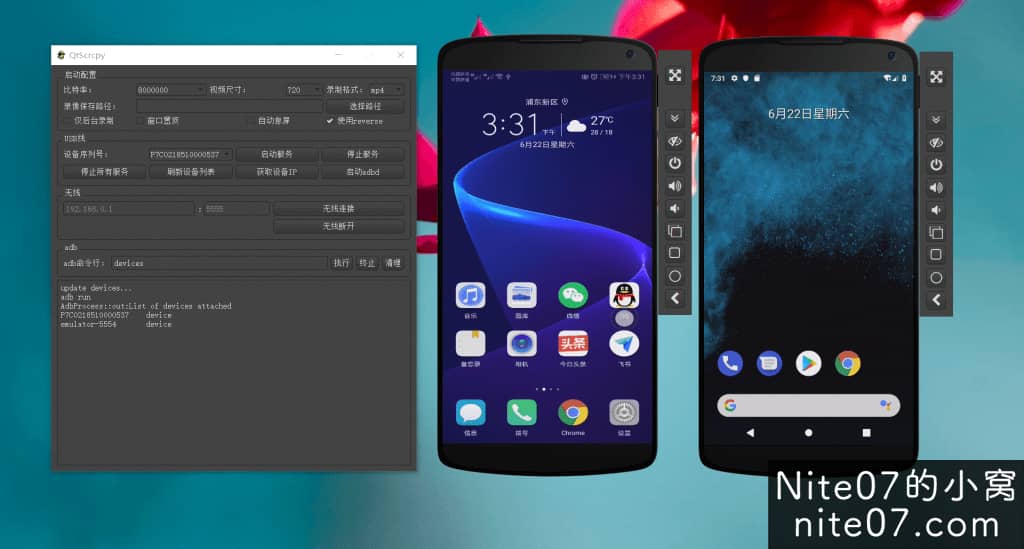 QtScrcpy
启动配置
比特率: 8000000 视频尺寸: 720 录制格式: mp4
录像保存路径: 选择路径
仅后台录制 窗口置顶 自动息屏 使用reverse
USB线
设备序列号: P7C0218510000537 启动服务 停止服务
停止所有服务 刷新设备列表 获取设备IP 启动adbd
无线
192.168.0.1 : 5555 无线连接
无线断开
adb
adb命令行: devices 执行 终止 清理
update devices...
adb run
AdbProcess::out:List of devices attached
P7C0218510000537 device
emulator-5554 device
下午3:31
浦东新区
3:31 下午 27℃
28 / 18
6月22日星期六
音乐 图库 微信
备忘录 相机 今日头条 飞书
头条
信息 拨号 Chrome 设置
7:31
6月22日星期六
Nite07的小窝
nite07.com